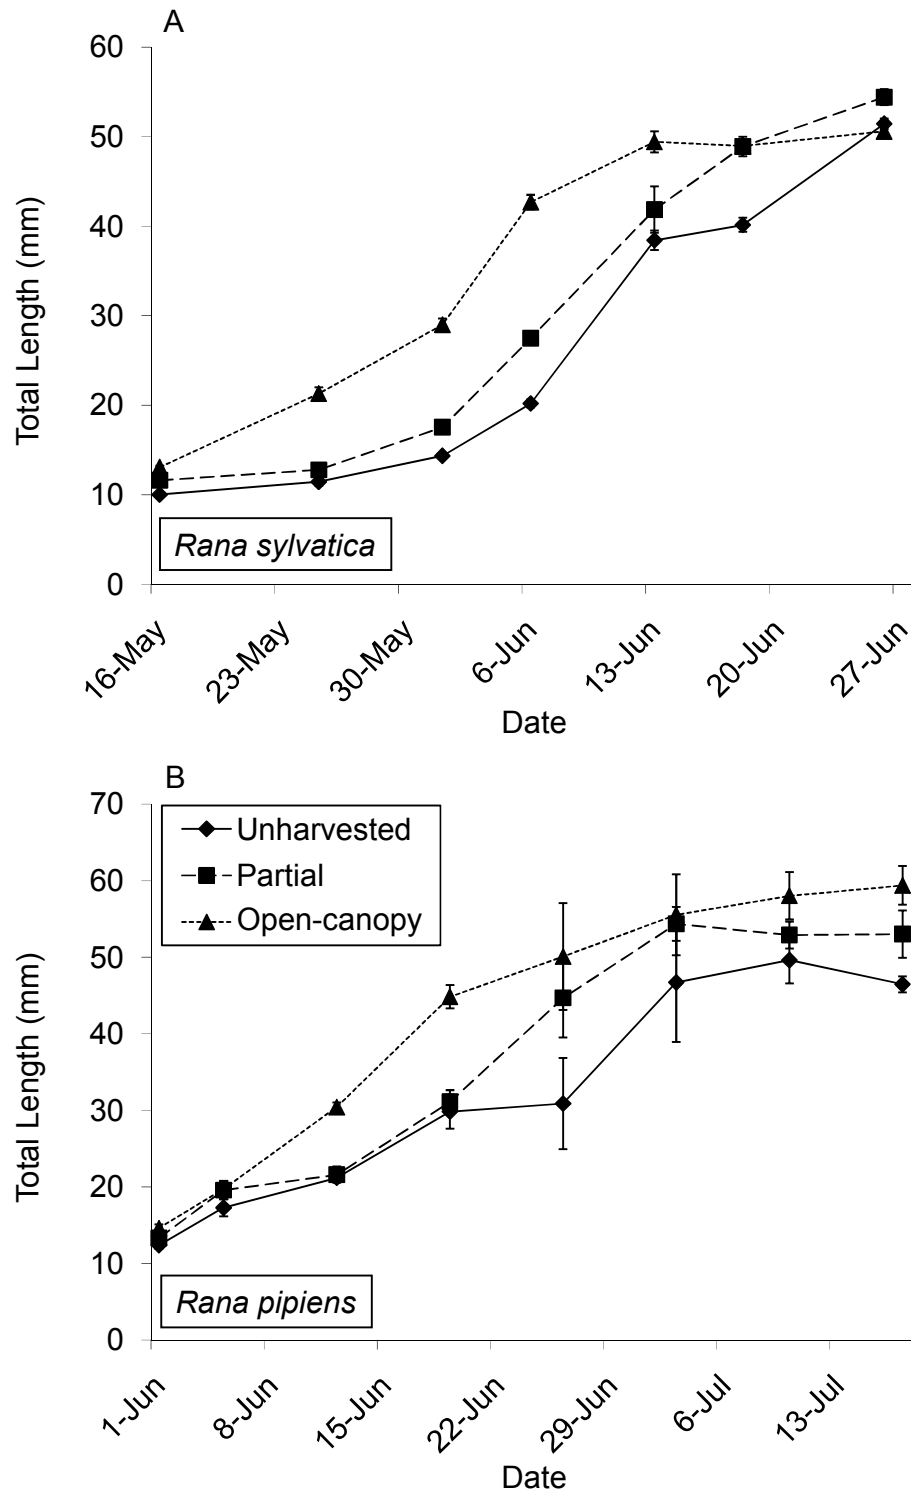 A
60
50
40
30
20
10
0
Total Length (mm)
Rana sylvatica
16-May
23-May
30-May
6-Jun
13-Jun
20-Jun
27-Jun
Date
B
70
60
50
40
30
20
10
0
Total Length (mm)
Unharvested
Partial
Open-canopy
Rana pipiens
1-Jun
8-Jun
15-Jun
22-Jun
29-Jun
6-Jul
13-Jul
Date